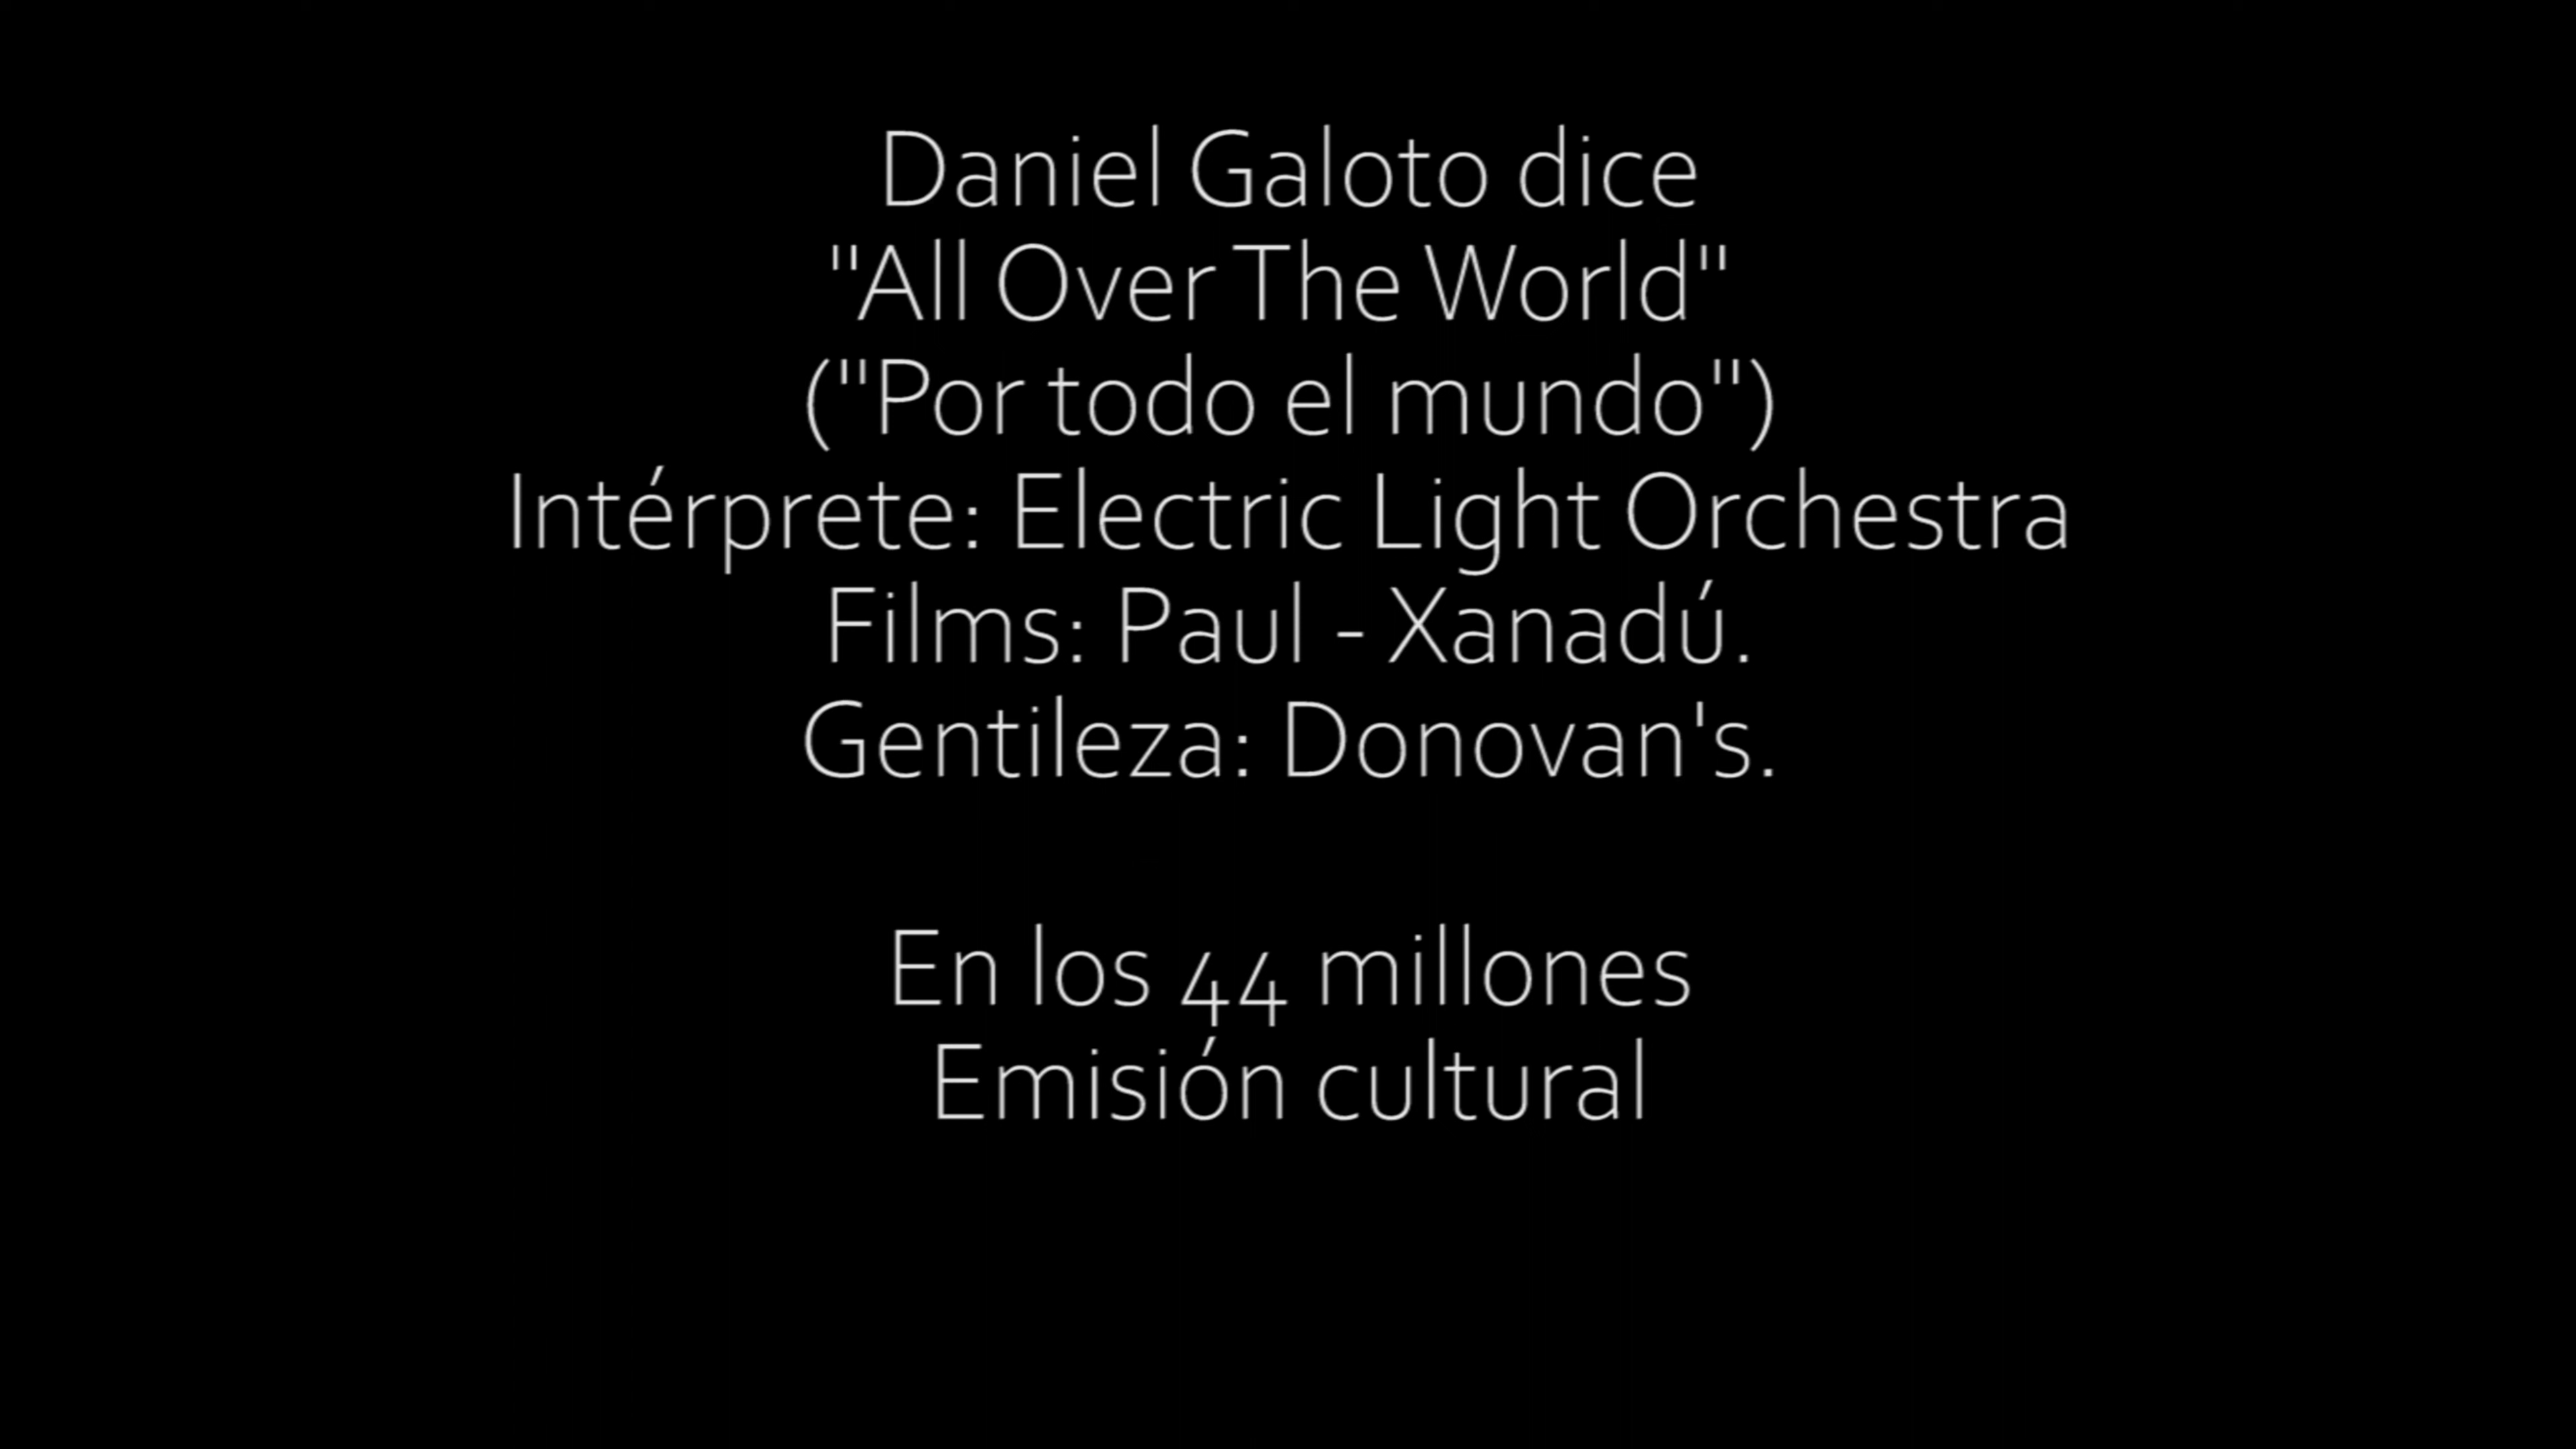 Daniel Galoto dice
"All Over The World"
("Por todo el mundo")
Intérprete: Electric Light Orchestra
Films: Paul - Xanadú.
Gentileza: Donovan's.
En los 44 millones
Emisión cultural